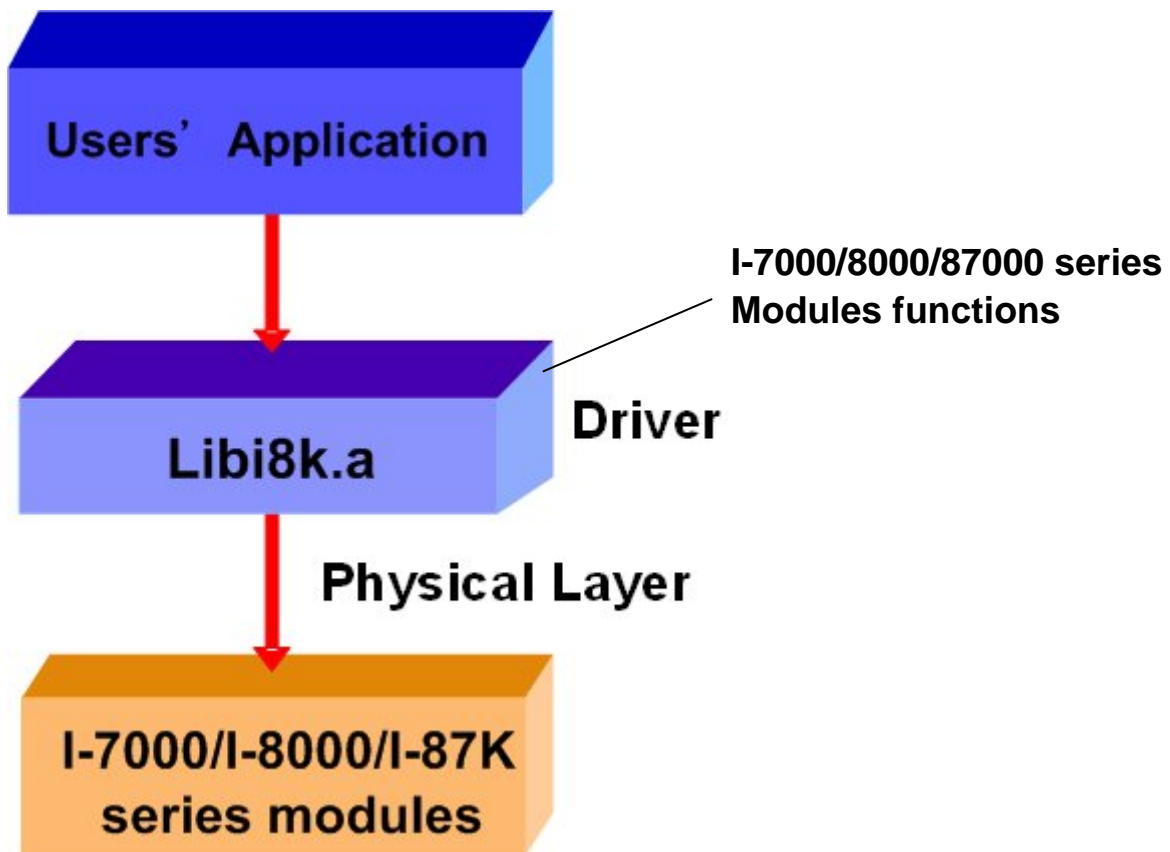 Users’ Application
I-7000/8000/87000 series
Modules functions
Driver
Libi8k.a
Physical Layer
I-7000/I-8000/I-87K
series modules